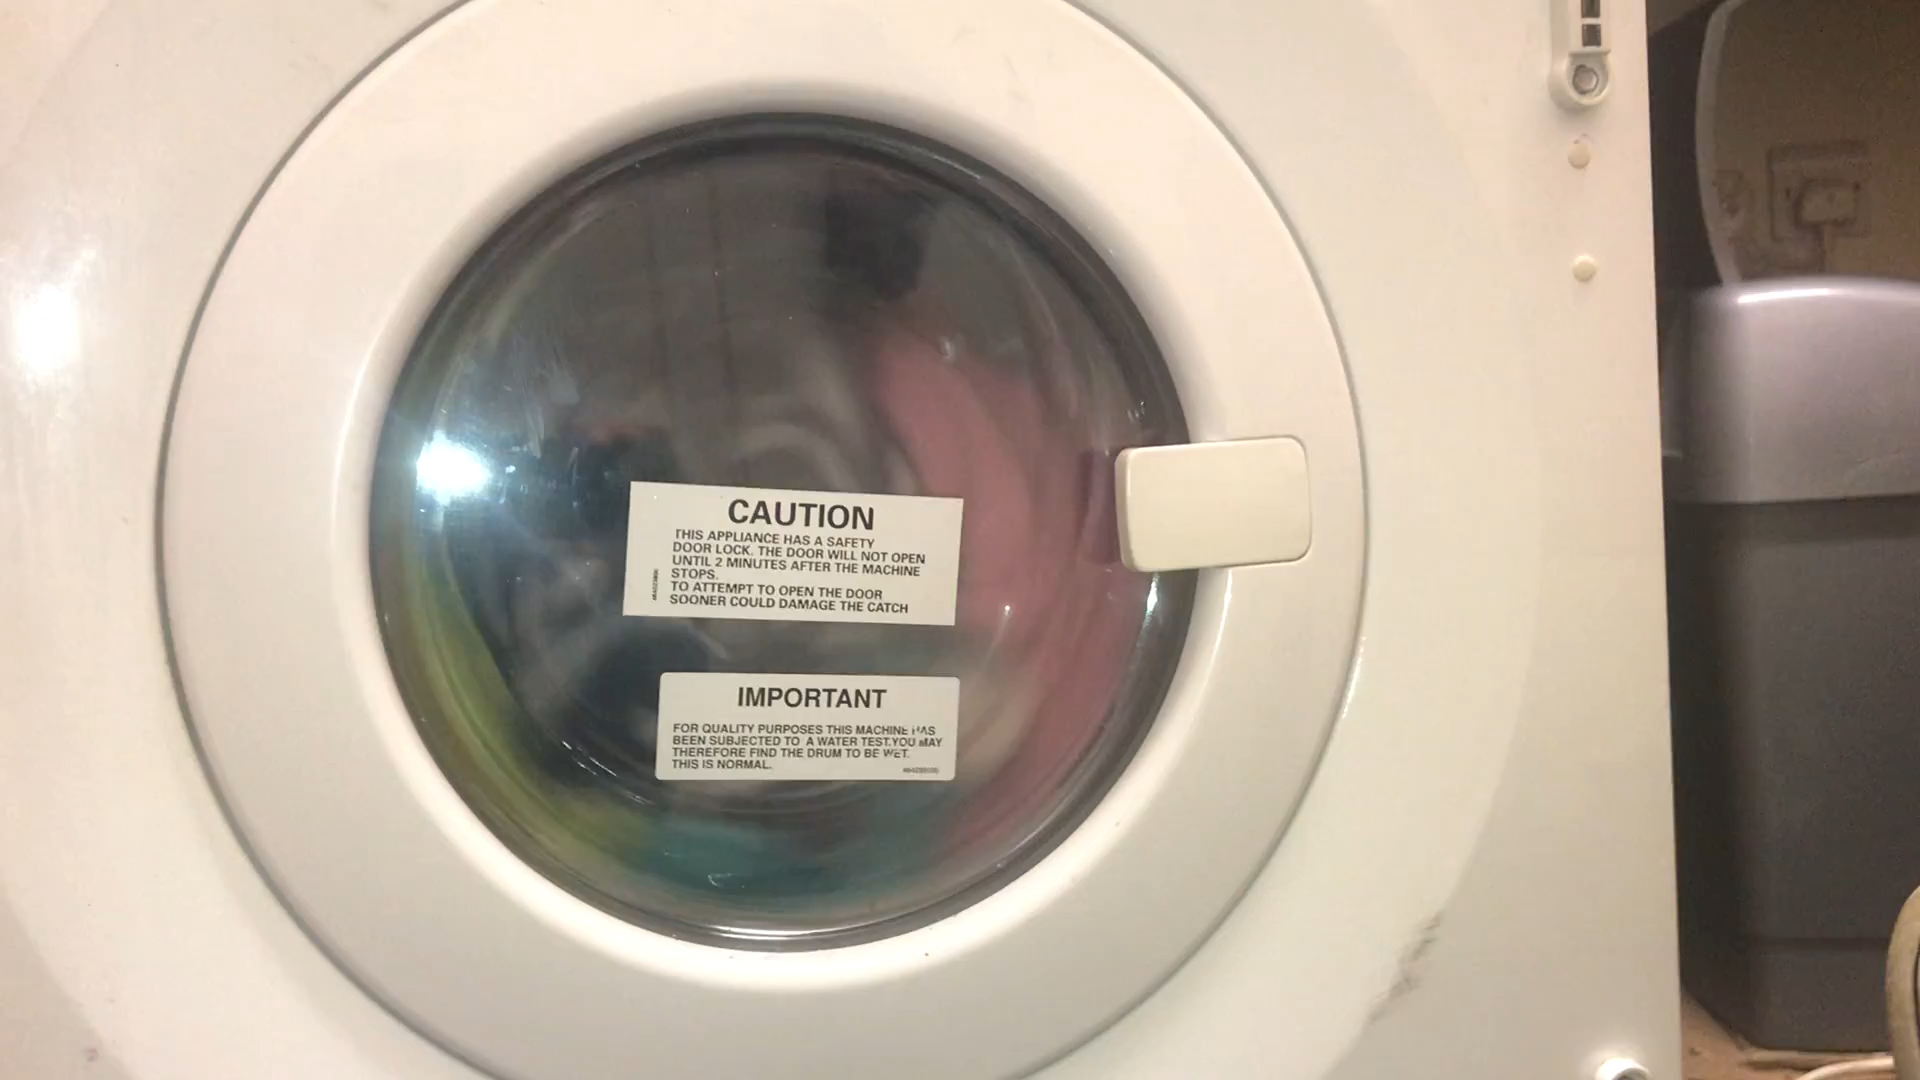 CAUTION
THIS APPLIANCE HAS A SAFETY
DOOR LOCK. THE DOOR WILL NOT OPEN
UNTIL 2 MINUTES AFTER THE MACHINE
STOPS.
TO ATTEMPT TO OPEN THE DOOR
SOONER COULD DAMAGE THE CATCH
IMPORTANT
FOR QUALITY PURPOSES THIS MACHINE HAS
BEEN SUBJECTED TO A WATER TEST.YOU MAY
THEREFORE FIND THE DRUM TO BE WET.
THIS IS NORMAL.